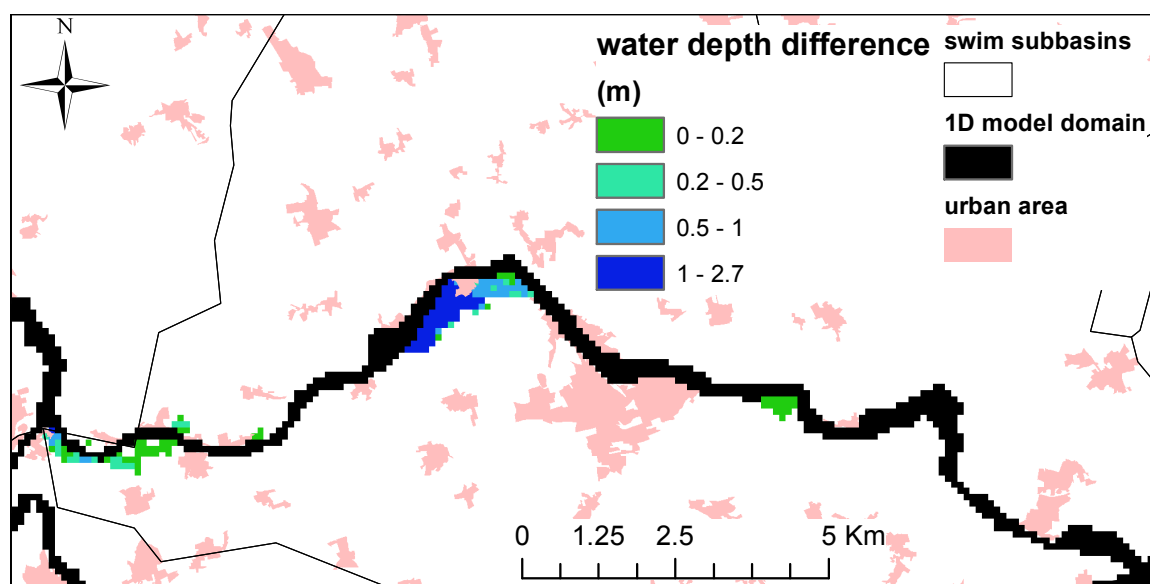 N
water depth difference
(m)
0 - 0.2
0.2 - 0.5
0.5 - 1
1 - 2.7
swim subbasins
1D model domain
urban area
0 1.25 2.5 5 Km